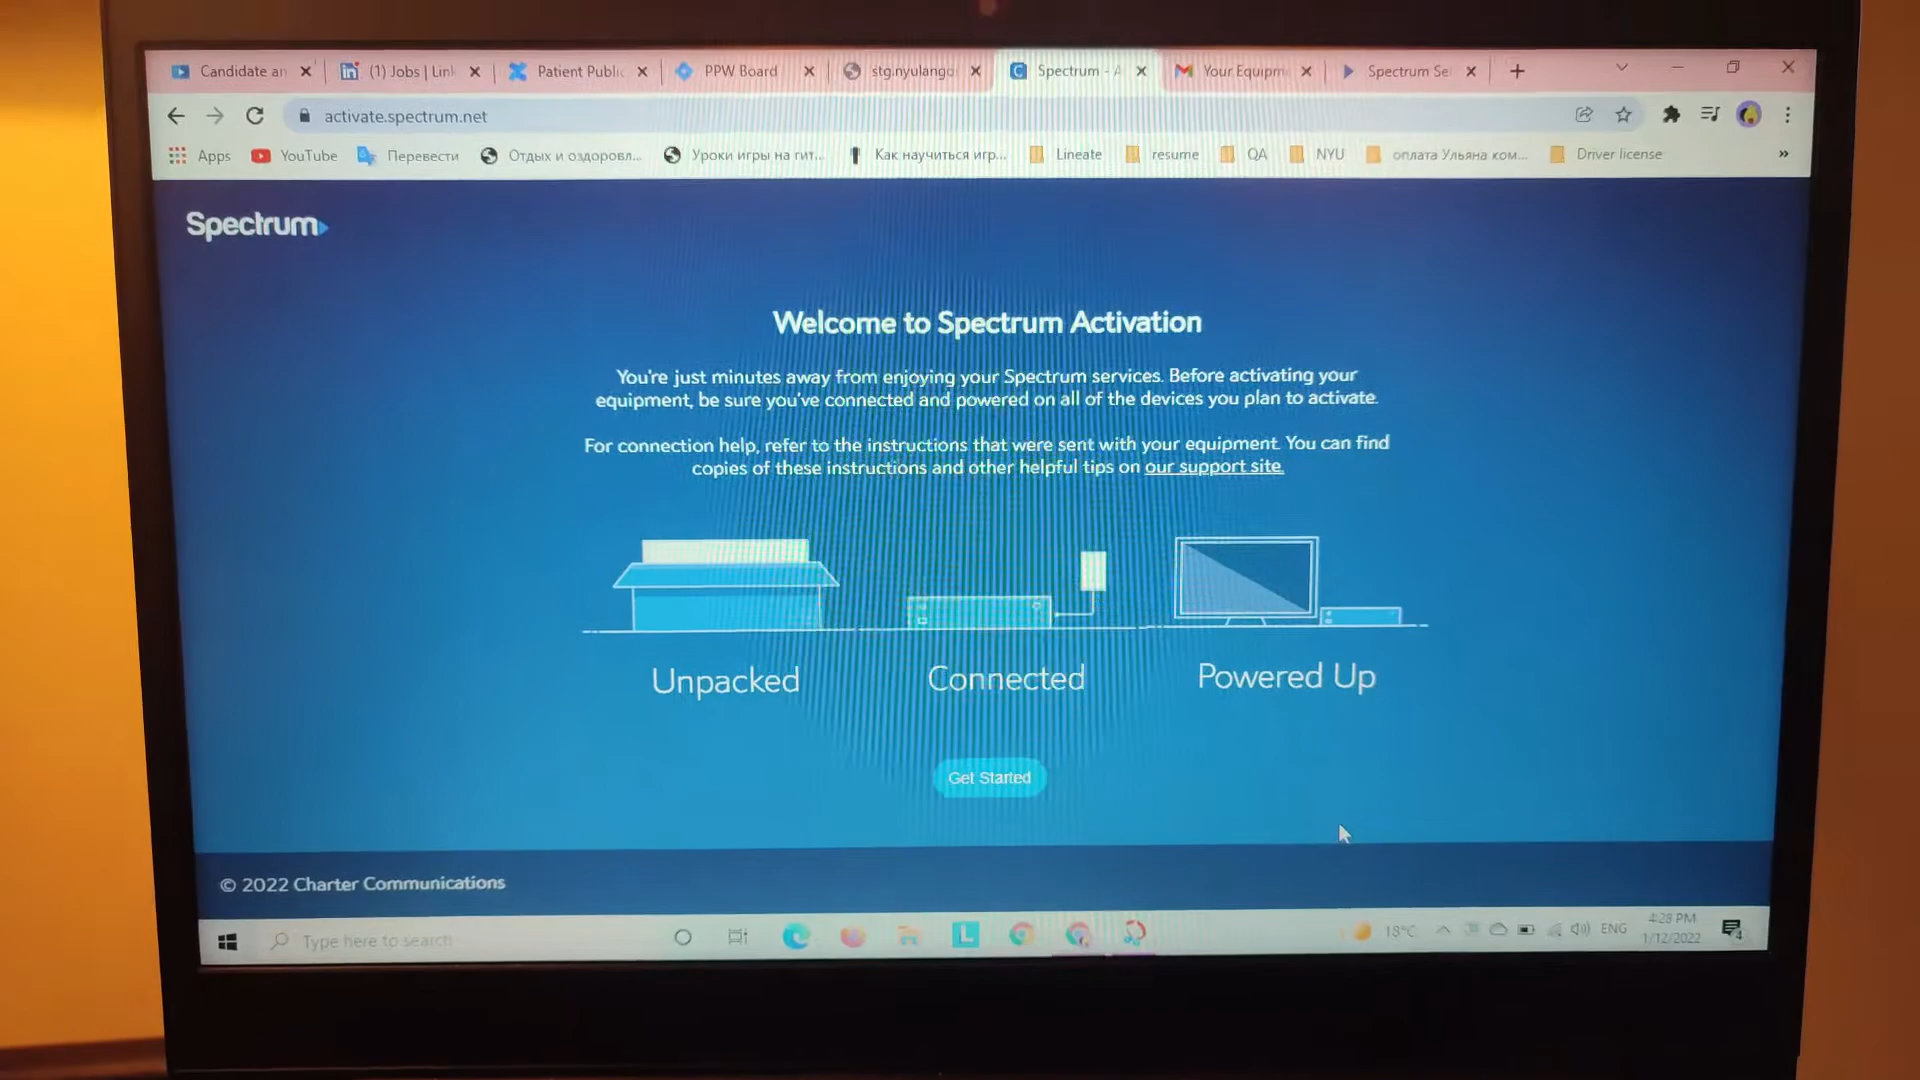 Candidate an
(1) Jobs | Link
Patient Public
PPW Board
stg.nyulango
Spectrum - A
Your Equipm
Spectrum Se
activate.spectrum.net
Apps
YouTube
Перевести
Отдых и оздоровл...
Уроки игры на гит...
Как научиться игр...
Lineate
resume
QA
NYU
оплата Ульяна ком...
Driver license
»
Spectrum
Welcome to Spectrum Activation
You're just minutes away from enjoying your Spectrum services. Before activating your
equipment, be sure you've connected and powered on all of the devices you plan to activate.
For connection help, refer to the instructions that were sent with your equipment. You can find
copies of these instructions and other helpful tips on our support site.
Unpacked
Connected
Powered Up
Get Started
© 2022 Charter Communications
Type here to search
L
18°C
ENG
4:28 PM
1/12/2022
4